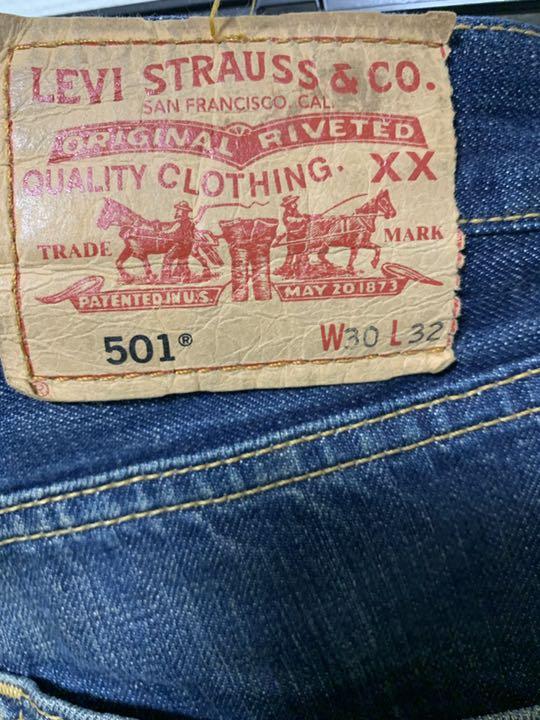 LEVI STRAUSS & CO.
SAN FRANCISCO, CAL.
ORIGINAL RIVETED
QUALITY CLOTHING. XX
TRADE MARK
PATENTED IN U.S. MAY 20 1873
501® W30 L32
®